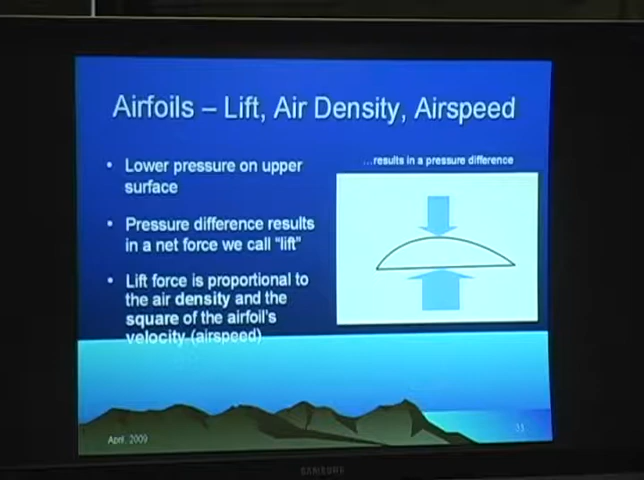 Airfoils – Lift, Air Density, Airspeed
• Lower pressure on upper
surface
• Pressure difference results
in a net force we call "lift"
• Lift force is proportional to
the air density and the
square of the airfoil's
velocity (airspeed)
...results in a pressure difference
April, 2009
31
SAMSUNG